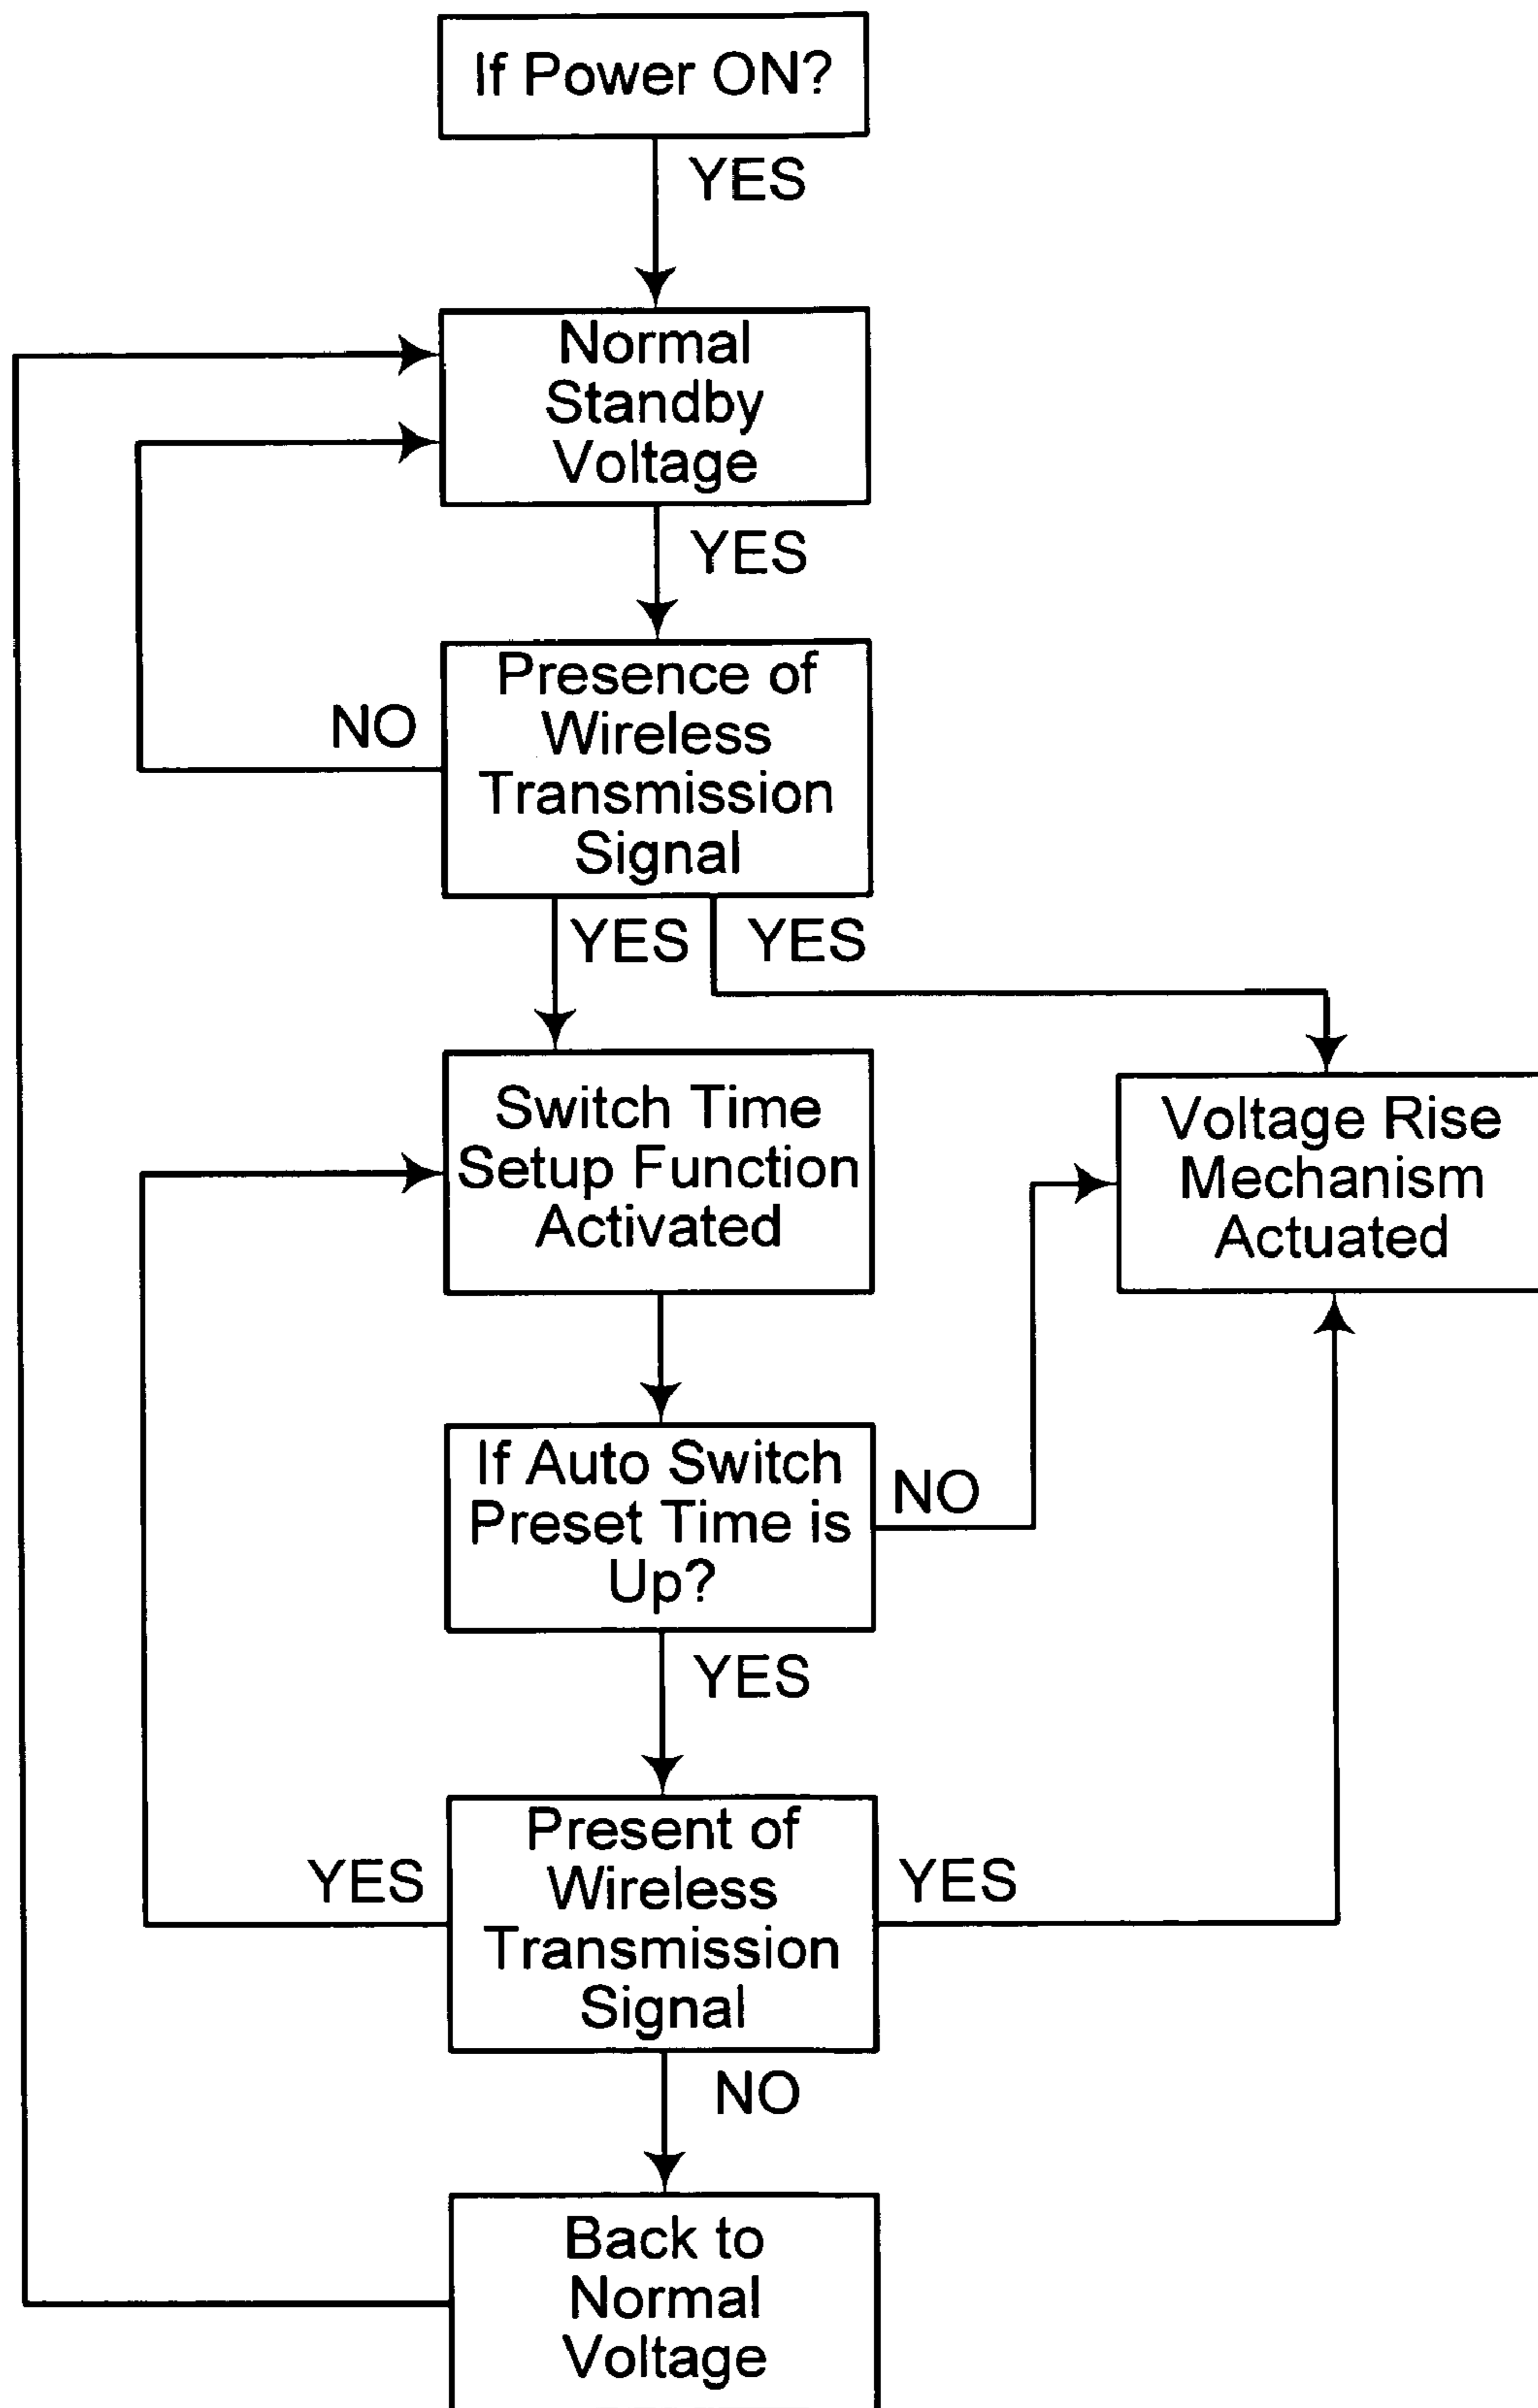 If Power ON?
YES
Normal
Standby
Voltage
YES
Presence of
Wireless
Transmission
Signal
NO
YES
YES
Switch Time
Setup Function
Activated
Voltage Rise
Mechanism
Actuated
If Auto Switch
Preset Time is
Up?
NO
YES
Present of
Wireless
Transmission
Signal
YES
YES
NO
Back to
Normal
Voltage